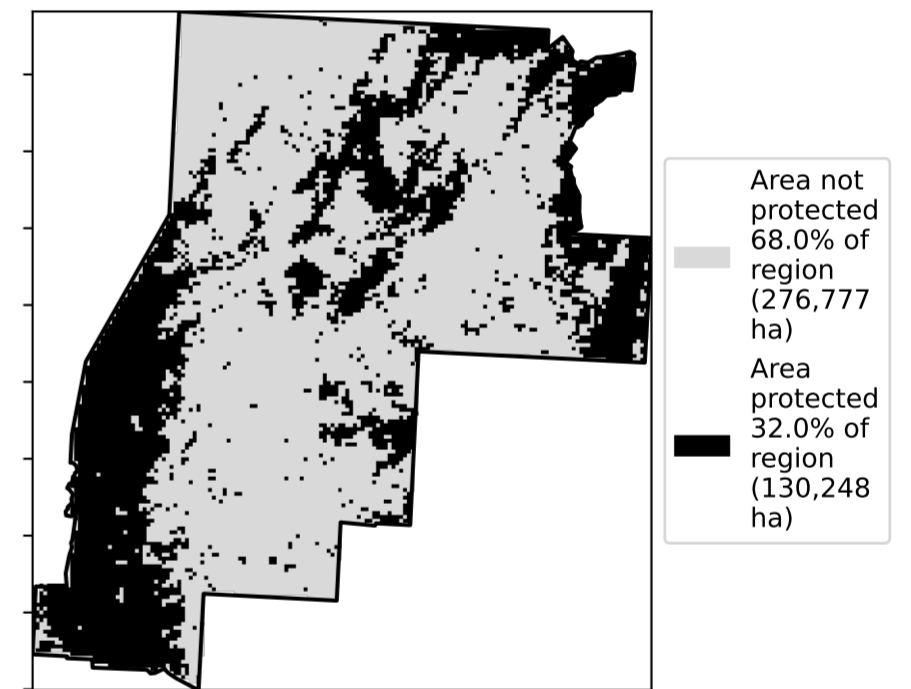 Area not
protected
68.0% of
region
(276,777
ha)
Area
protected
32.0% of
region
(130,248
ha)